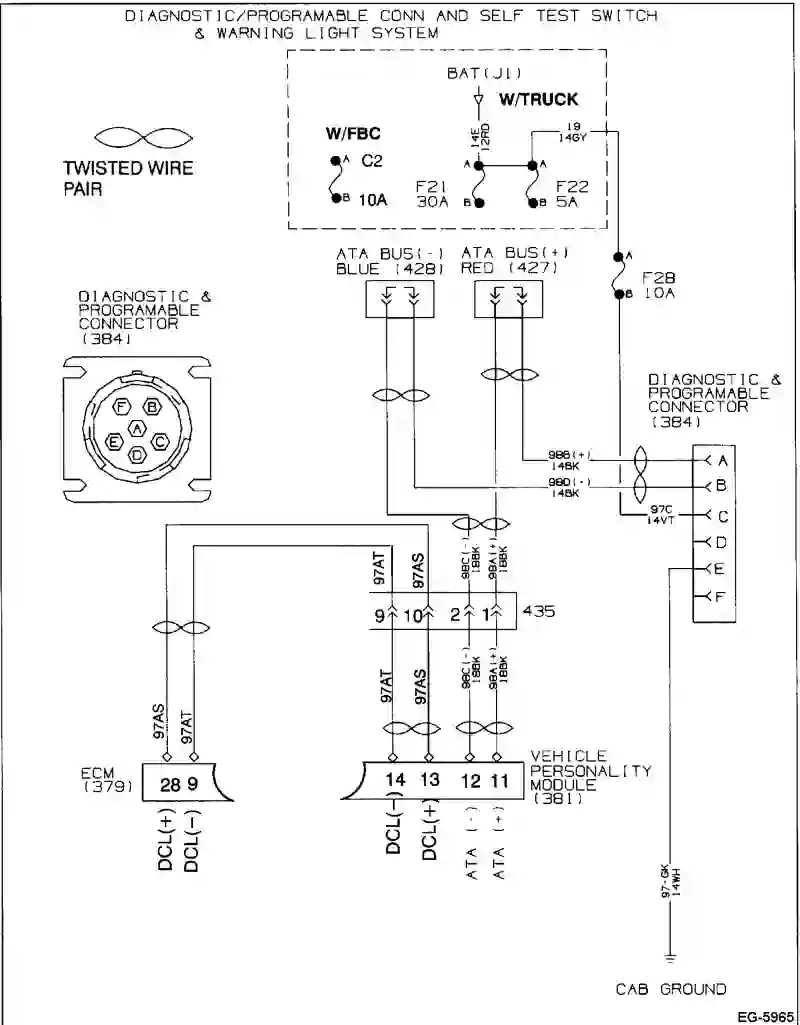 DIAGNOSTIC/PROGRAMABLE CONN AND SELF TEST SWITCH
& WARNING LIGHT SYSTEM
BAT(J1)
W/TRUCK
W/FBC
14E
12RD
19
14GY
A C2
B 10A
A
A
F21
30A
B
F22
5A
B
TWISTED WIRE
PAIR
ATA BUS(-)
BLUE (428)
ATA BUS(+)
RED (427)
A
F28
B 10A
DIAGNOSTIC &
PROGRAMABLE
CONNECTOR
(384)
F
B
A
E
C
D
DIAGNOSTIC &
PROGRAMABLE
CONNECTOR
(384)
98B(+)
14BK
98D(-)
14BK
97C
14VT
A
B
C
D
E
F
97AT
97AS
98C(-)
18BK
98A(+)
18BK
9
10
2
1
435
97AS
97AT
97AT
97AS
98C(-)
18BK
98A(+)
18BK
ECM
(379)
28 9
14 13 12 11
VEHICLE
PERSONALITY
MODULE
(381)
DCL(+)
DCL(-)
DCL(-)
DCL(+)
ATA (-)
ATA (+)
97-GK
14WH
CAB GROUND
EG-5965